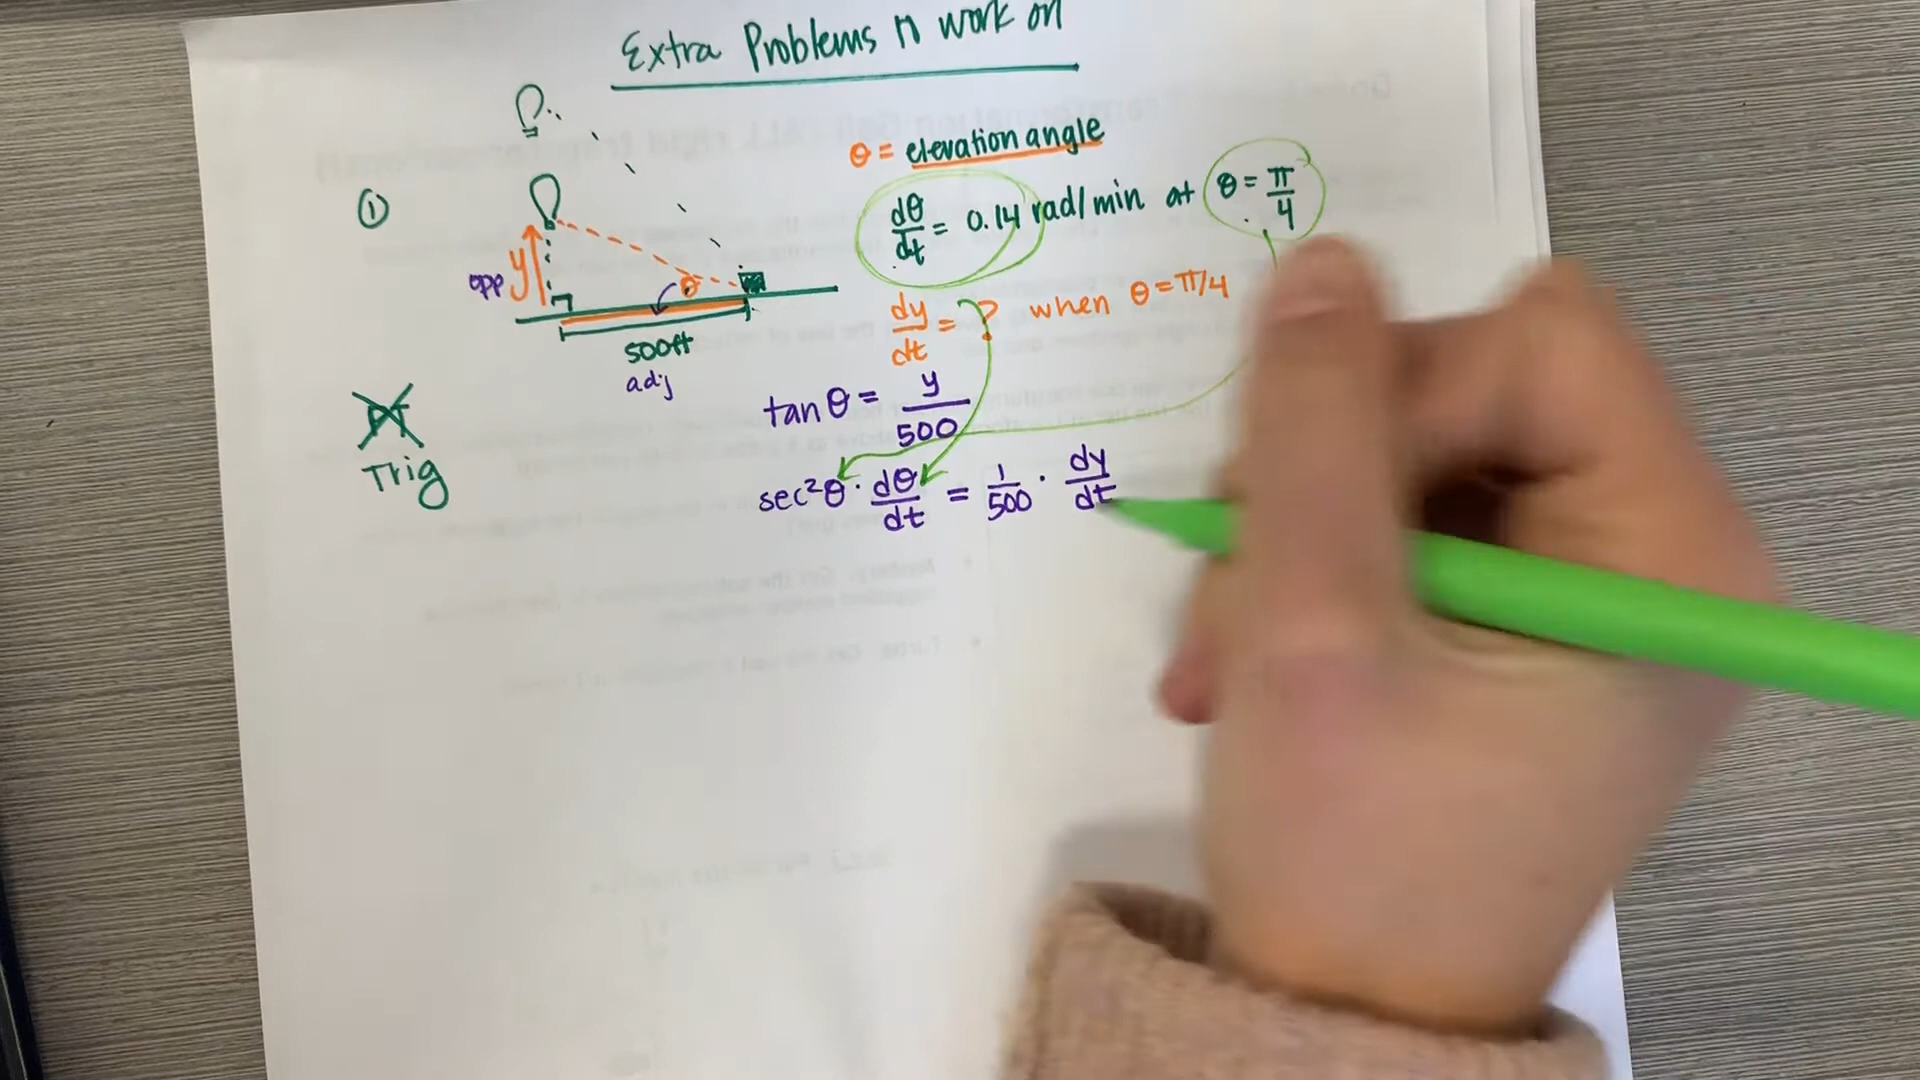 Extra Problems to work on
①
θ = elevation angle
dθ/dt = 0.14 rad/min at θ = π/4
opp y
θ
500ft
adj
dy/dt = ? when θ = π/4
tan θ = y/500
PT
Trig
sec²θ · dθ/dt = 1/500 · dy/dt